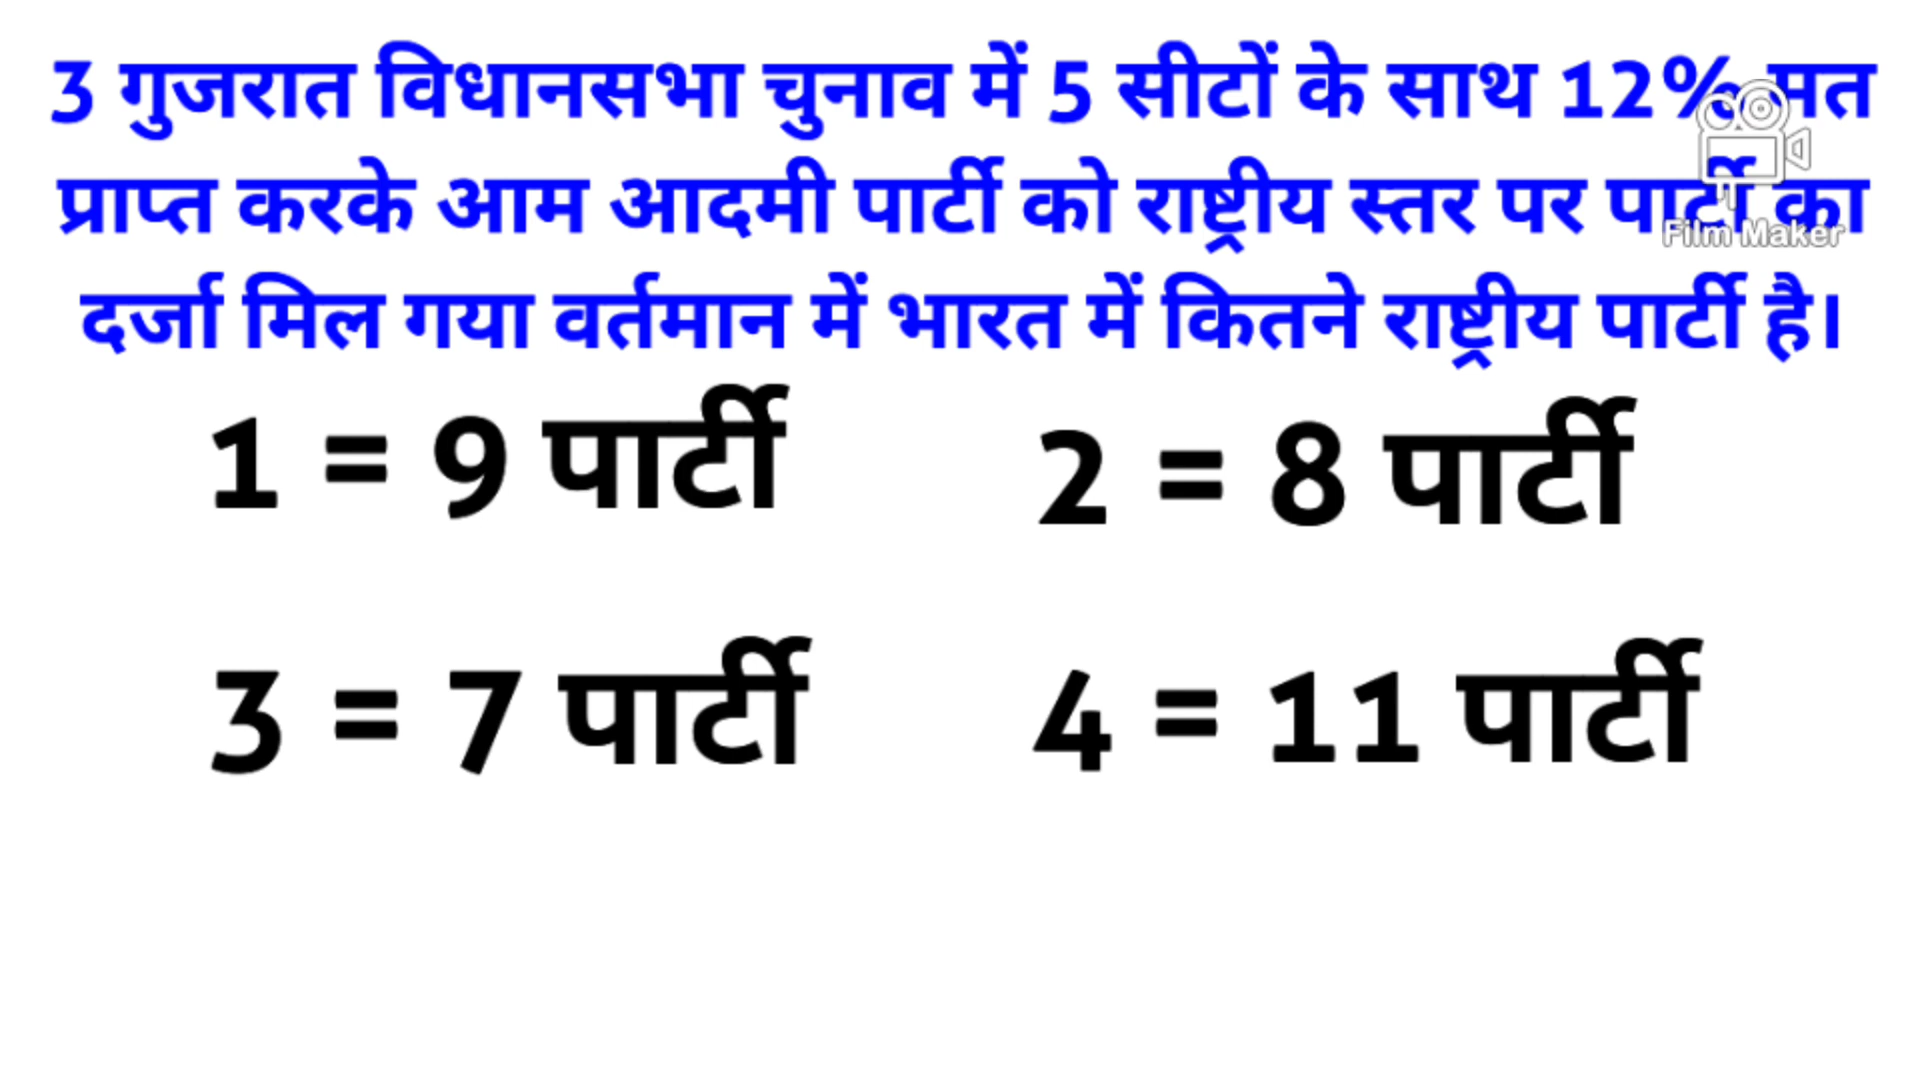 3 गुजरात विधानसभा चुनाव में 5 सीटों के साथ 12% मत
प्राप्त करके आम आदमी पार्टी को राष्ट्रीय स्तर पर पार्टी का
Film Maker
दर्जा मिल गया वर्तमान में भारत में कितने राष्ट्रीय पार्टी है।
1 = 9 पार्टी
2 = 8 पार्टी
3 = 7 पार्टी
4 = 11 पार्टी